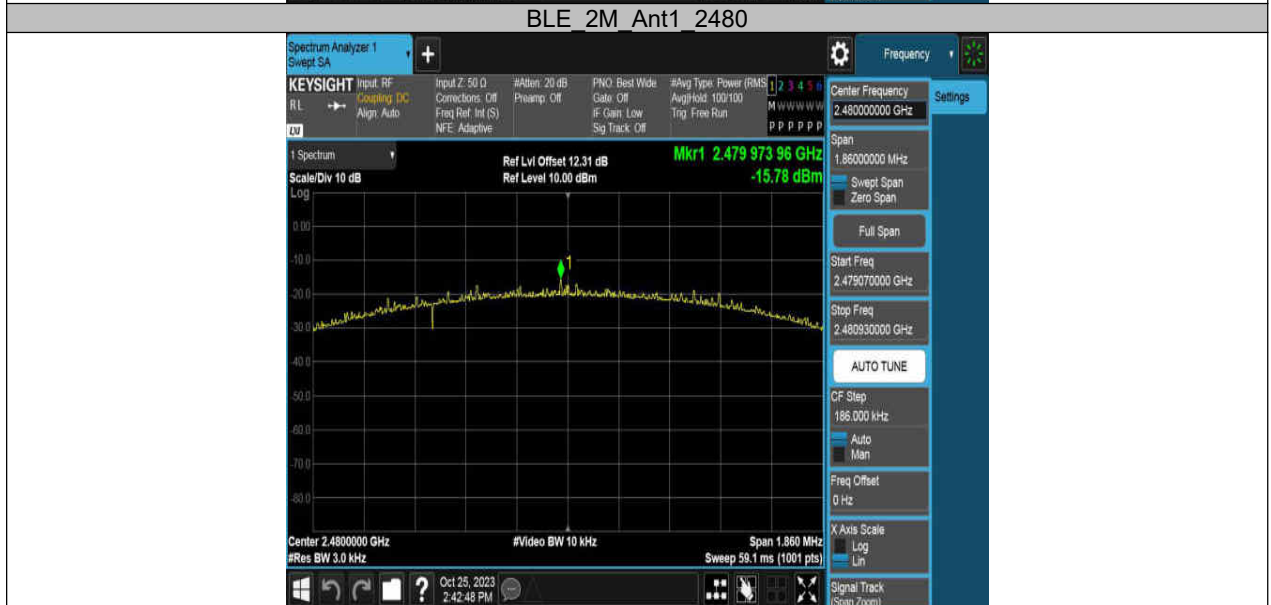 BLE_2M_Ant1_2480
Spectrum Analyzer 1
Swept SA
+
Frequency
KEYSIGHT
RL
LXI
Input: RF
Coupling: DC
Align: Auto
Input Z: 50 Ω
Corrections: Off
Freq Ref: Int (S)
NFE: Adaptive
#Atten: 20 dB
Preamp: Off
PNO: Best Wide
Gate: Off
IF Gain: Low
Sig Track: Off
#Avg Type: Power (RMS
Avg|Hold: 100/100
Trig: Free Run
1 2 3 4 5 6
M W W W W W
P P P P P P
1 Spectrum
Scale/Div 10 dB
Log
Ref Lvl Offset 12.31 dB
Ref Level 10.00 dBm
Mkr1 2.479 973 96 GHz
-15.78 dBm
0.00
-10.0
-20.0
-30.0
-40.0
-50.0
-60.0
-70.0
-80.0
1
Center 2.4800000 GHz
#Res BW 3.0 kHz
#Video BW 10 kHz
Span 1.860 MHz
Sweep 59.1 ms (1001 pts)
Center Frequency
2.480000000 GHz
Settings
Span
1.86000000 MHz
Swept Span
Zero Span
Full Span
Start Freq
2.479070000 GHz
Stop Freq
2.480930000 GHz
AUTO TUNE
CF Step
186.000 kHz
Auto
Man
Freq Offset
0 Hz
X Axis Scale
Log
Lin
Signal Track
(Span Zoom)
?
Oct 25, 2023
2:42:48 PM